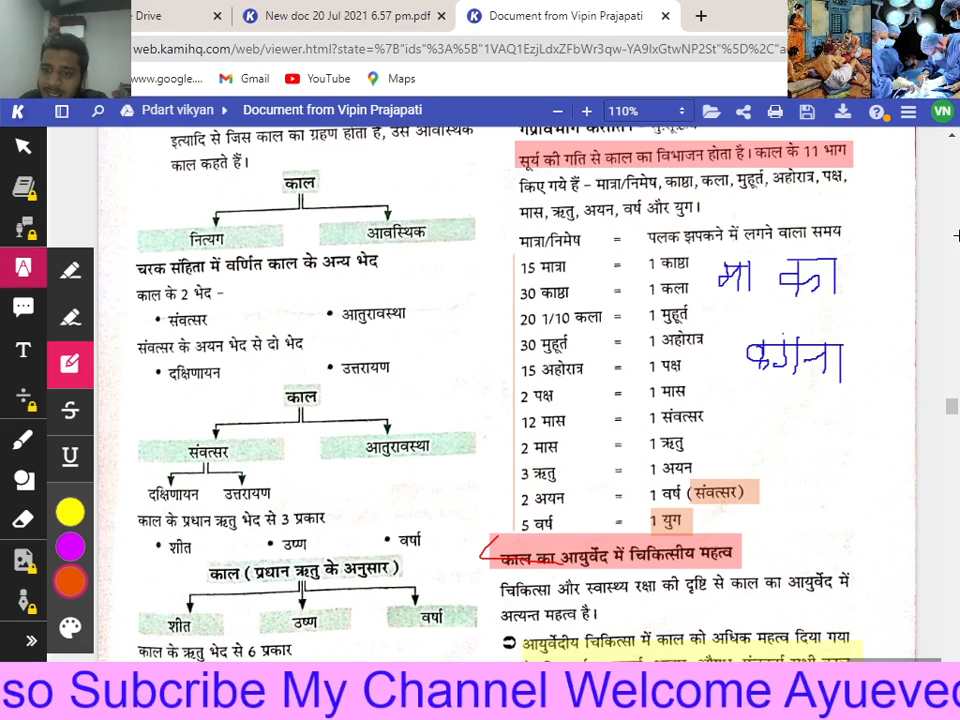 Drive
New doc 20 Jul 2021 6.57 pm.pdf
Document from Vipin Prajapati
web.kamihq.com/web/viewer.html?state=%7B"ids"%3A%5B"1VAQ1EzjLdxZFbWr3qw-YA9lxGtwNP2St"%5D%2C"a
www.google....
Gmail
YouTube
Maps
K
Pdart vikyan
Document from Vipin Prajapati
110%
VN
इत्यादि से जिस काल का ग्रहण होता है, उसे आवस्थिक
काल कहते हैं।
काल
नित्यग
आवस्थिक
चरक संहिता में वर्णित काल के अन्य भेद
काल के 2 भेद –
• संवत्सर
• आतुरावस्था
संवत्सर के अयन भेद से दो भेद
• दक्षिणायन
• उत्तरायण
काल
संवत्सर
आतुरावस्था
दक्षिणायन
उत्तरायण
काल के प्रधान ऋतु भेद से 3 प्रकार
• शीत
• उष्ण
• वर्षा
काल ( प्रधान ऋतु के अनुसार )
शीत
उष्ण
वर्षा
काल के ऋतु भेद से 6 प्रकार
सूर्य की गति से काल का विभाजन होता है। काल के 11 भाग
किए गये हैं – मात्रा/निमेष, काष्ठा, कला, मुहूर्त, अहोरात्र, पक्ष,
मास, ऋतु, अयन, वर्ष और युग।
मात्रा/निमेष = पलक झपकने में लगने वाला समय
15 मात्रा = 1 काष्ठा
30 काष्ठा = 1 कला
20 1/10 कला = 1 मुहूर्त
30 मुहूर्त = 1 अहोरात्र
15 अहोरात्र = 1 पक्ष
2 पक्ष = 1 मास
12 मास = 1 संवत्सर
2 मास = 1 ऋतु
3 ऋतु = 1 अयन
2 अयन = 1 वर्ष (संवत्सर)
5 वर्ष = 1 युग
मा का
काल का आयुर्वेद में चिकित्सीय महत्व
चिकित्सा और स्वास्थ्य रक्षा की दृष्टि से काल का आयुर्वेद में
अत्यन्त महत्व है।
आयुर्वेदीय चिकित्सा में काल को अधिक महत्व दिया गया
so Subcribe My Channel Welcome Ayuevec